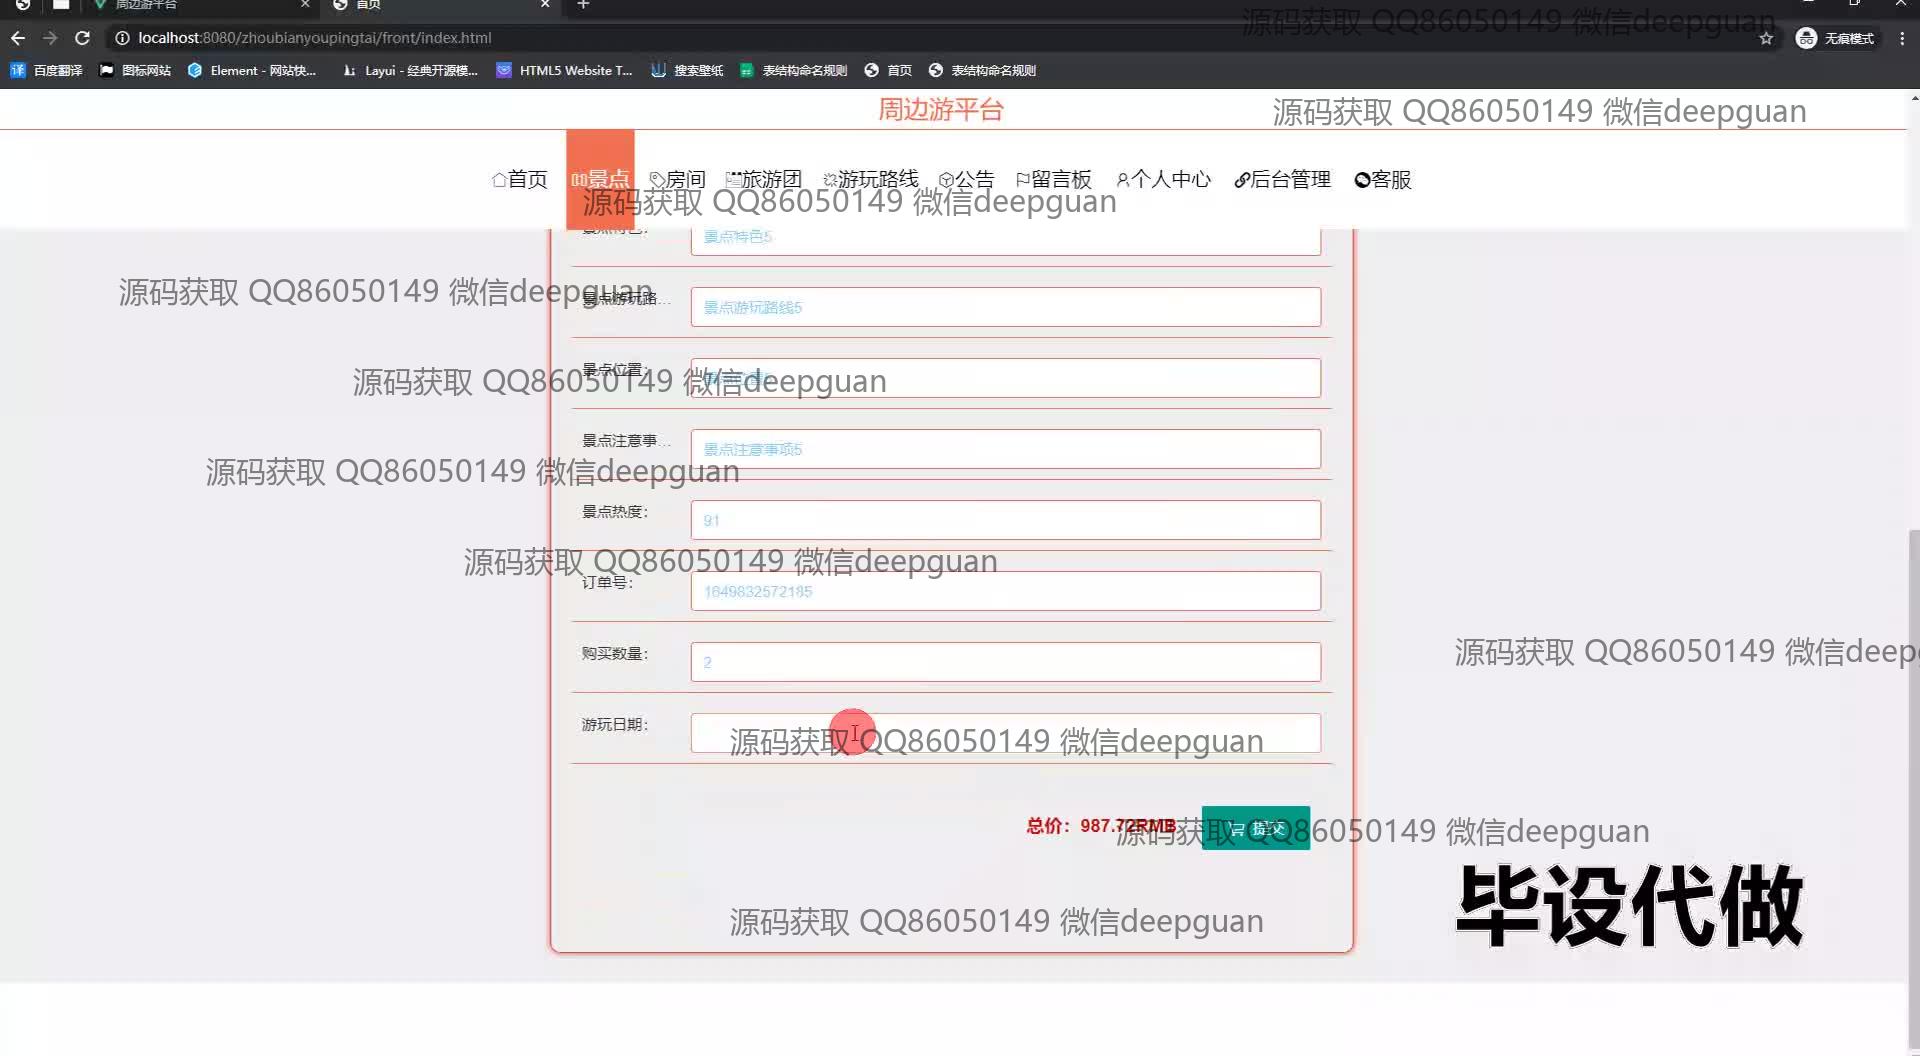 周边游平台
首页
源码获取 QQ86050149 微信deepguan
localhost:8080/zhoubianyoupingtai/front/index.html
无痕模式
百度翻译
图标网站
Element - 网站快...
Layui - 经典开源模...
HTML5 Website T...
搜索壁纸
表结构命名规则
首页
表结构命名规则
周边游平台
源码获取 QQ86050149 微信deepguan
首页
景点
房间
旅游团
游玩路线
公告
留言板
个人中心
后台管理
客服
源码获取 QQ86050149 微信deepguan
景点特色:
景点特色5
源码获取 QQ86050149 微信deepguan
景点游玩路...
景点游玩路线5
景点位置:
源码获取 QQ86050149 微信deepguan
景点注意事...
景点注意事项5
源码获取 QQ86050149 微信deepguan
景点热度:
91
源码获取 QQ86050149 微信deepguan
订单号:
1649832572185
购买数量:
2
源码获取 QQ86050149 微信deep
游玩日期:
源码获取 QQ86050149 微信deepguan
总价：987.72RMB
提交
源码获取 QQ86050149 微信deepguan
毕设代做
源码获取 QQ86050149 微信deepguan